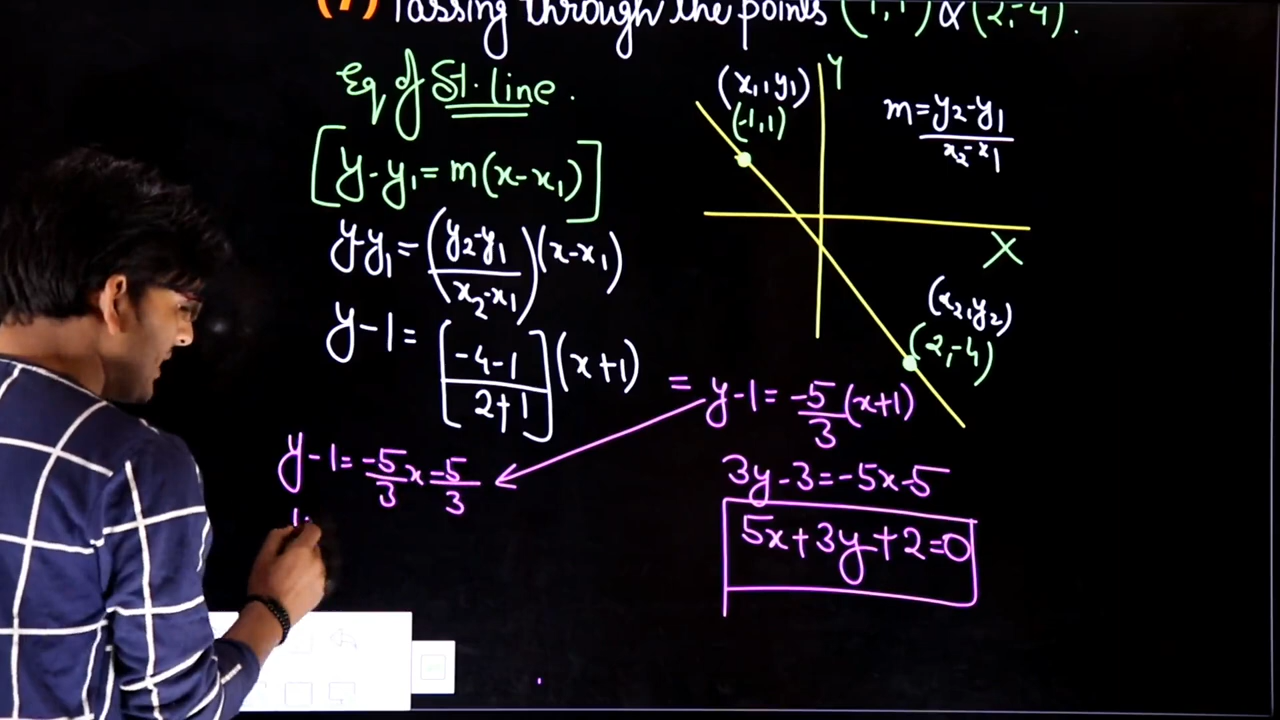 (7) Passing through the points (-1,1) & (2,-4).
Eq of St. line.
[y-y₁=m(x-x₁)]
y-y₁=(y₂-y₁/x₂-x₁)(x-x₁)
y-1=[-4-1/2+1](x+1)
y-1=-5/3x-5/3
Y
X
(x₁,y₁)
(-1,1)
m=y₂-y₁/x₂-x₁
(x₂,y₂)
(2,-4)
= y-1=-5/3(x+1)
3y-3=-5x-5
5x+3y+2=0